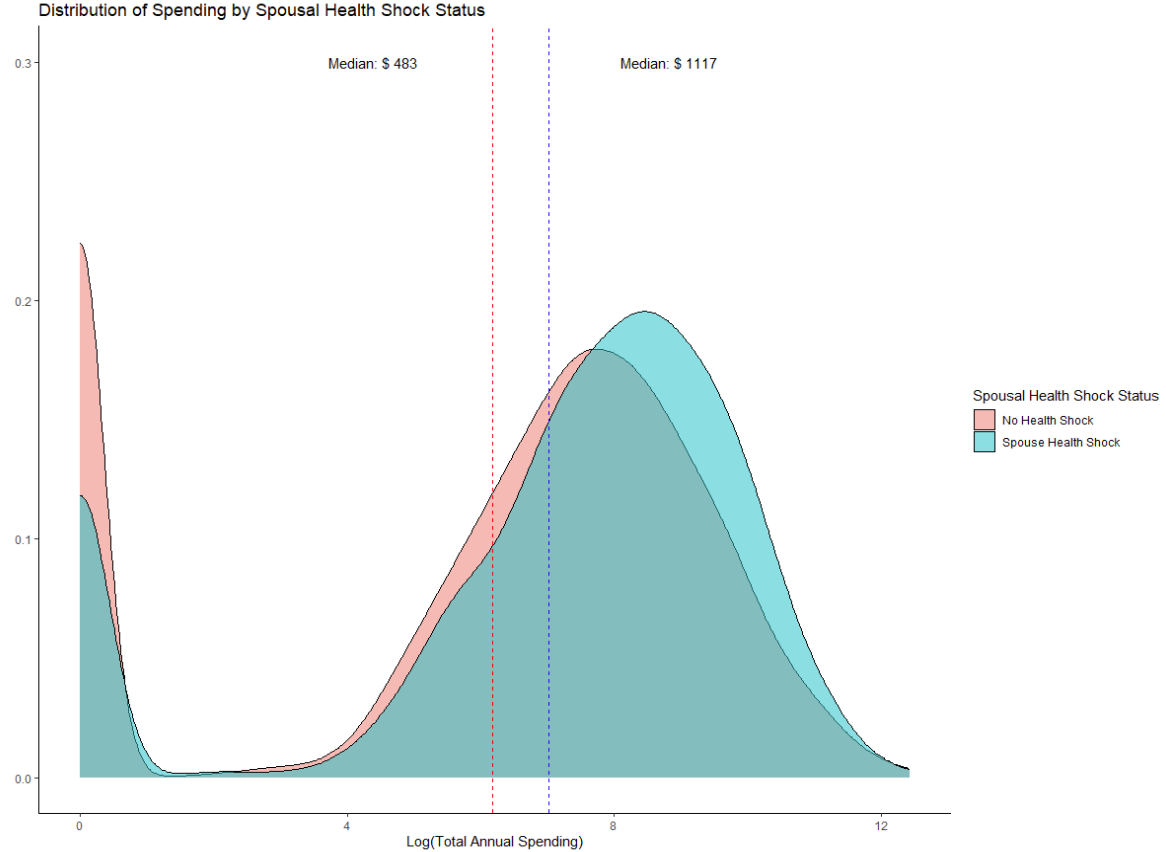 Distribution of Spending by Spousal Health Shock Status
Median: $ 483
Median: $ 1117
0.3
0.2
0.1
0.0
0
4
8
12
Log(Total Annual Spending)
Spousal Health Shock Status
No Health Shock
Spouse Health Shock